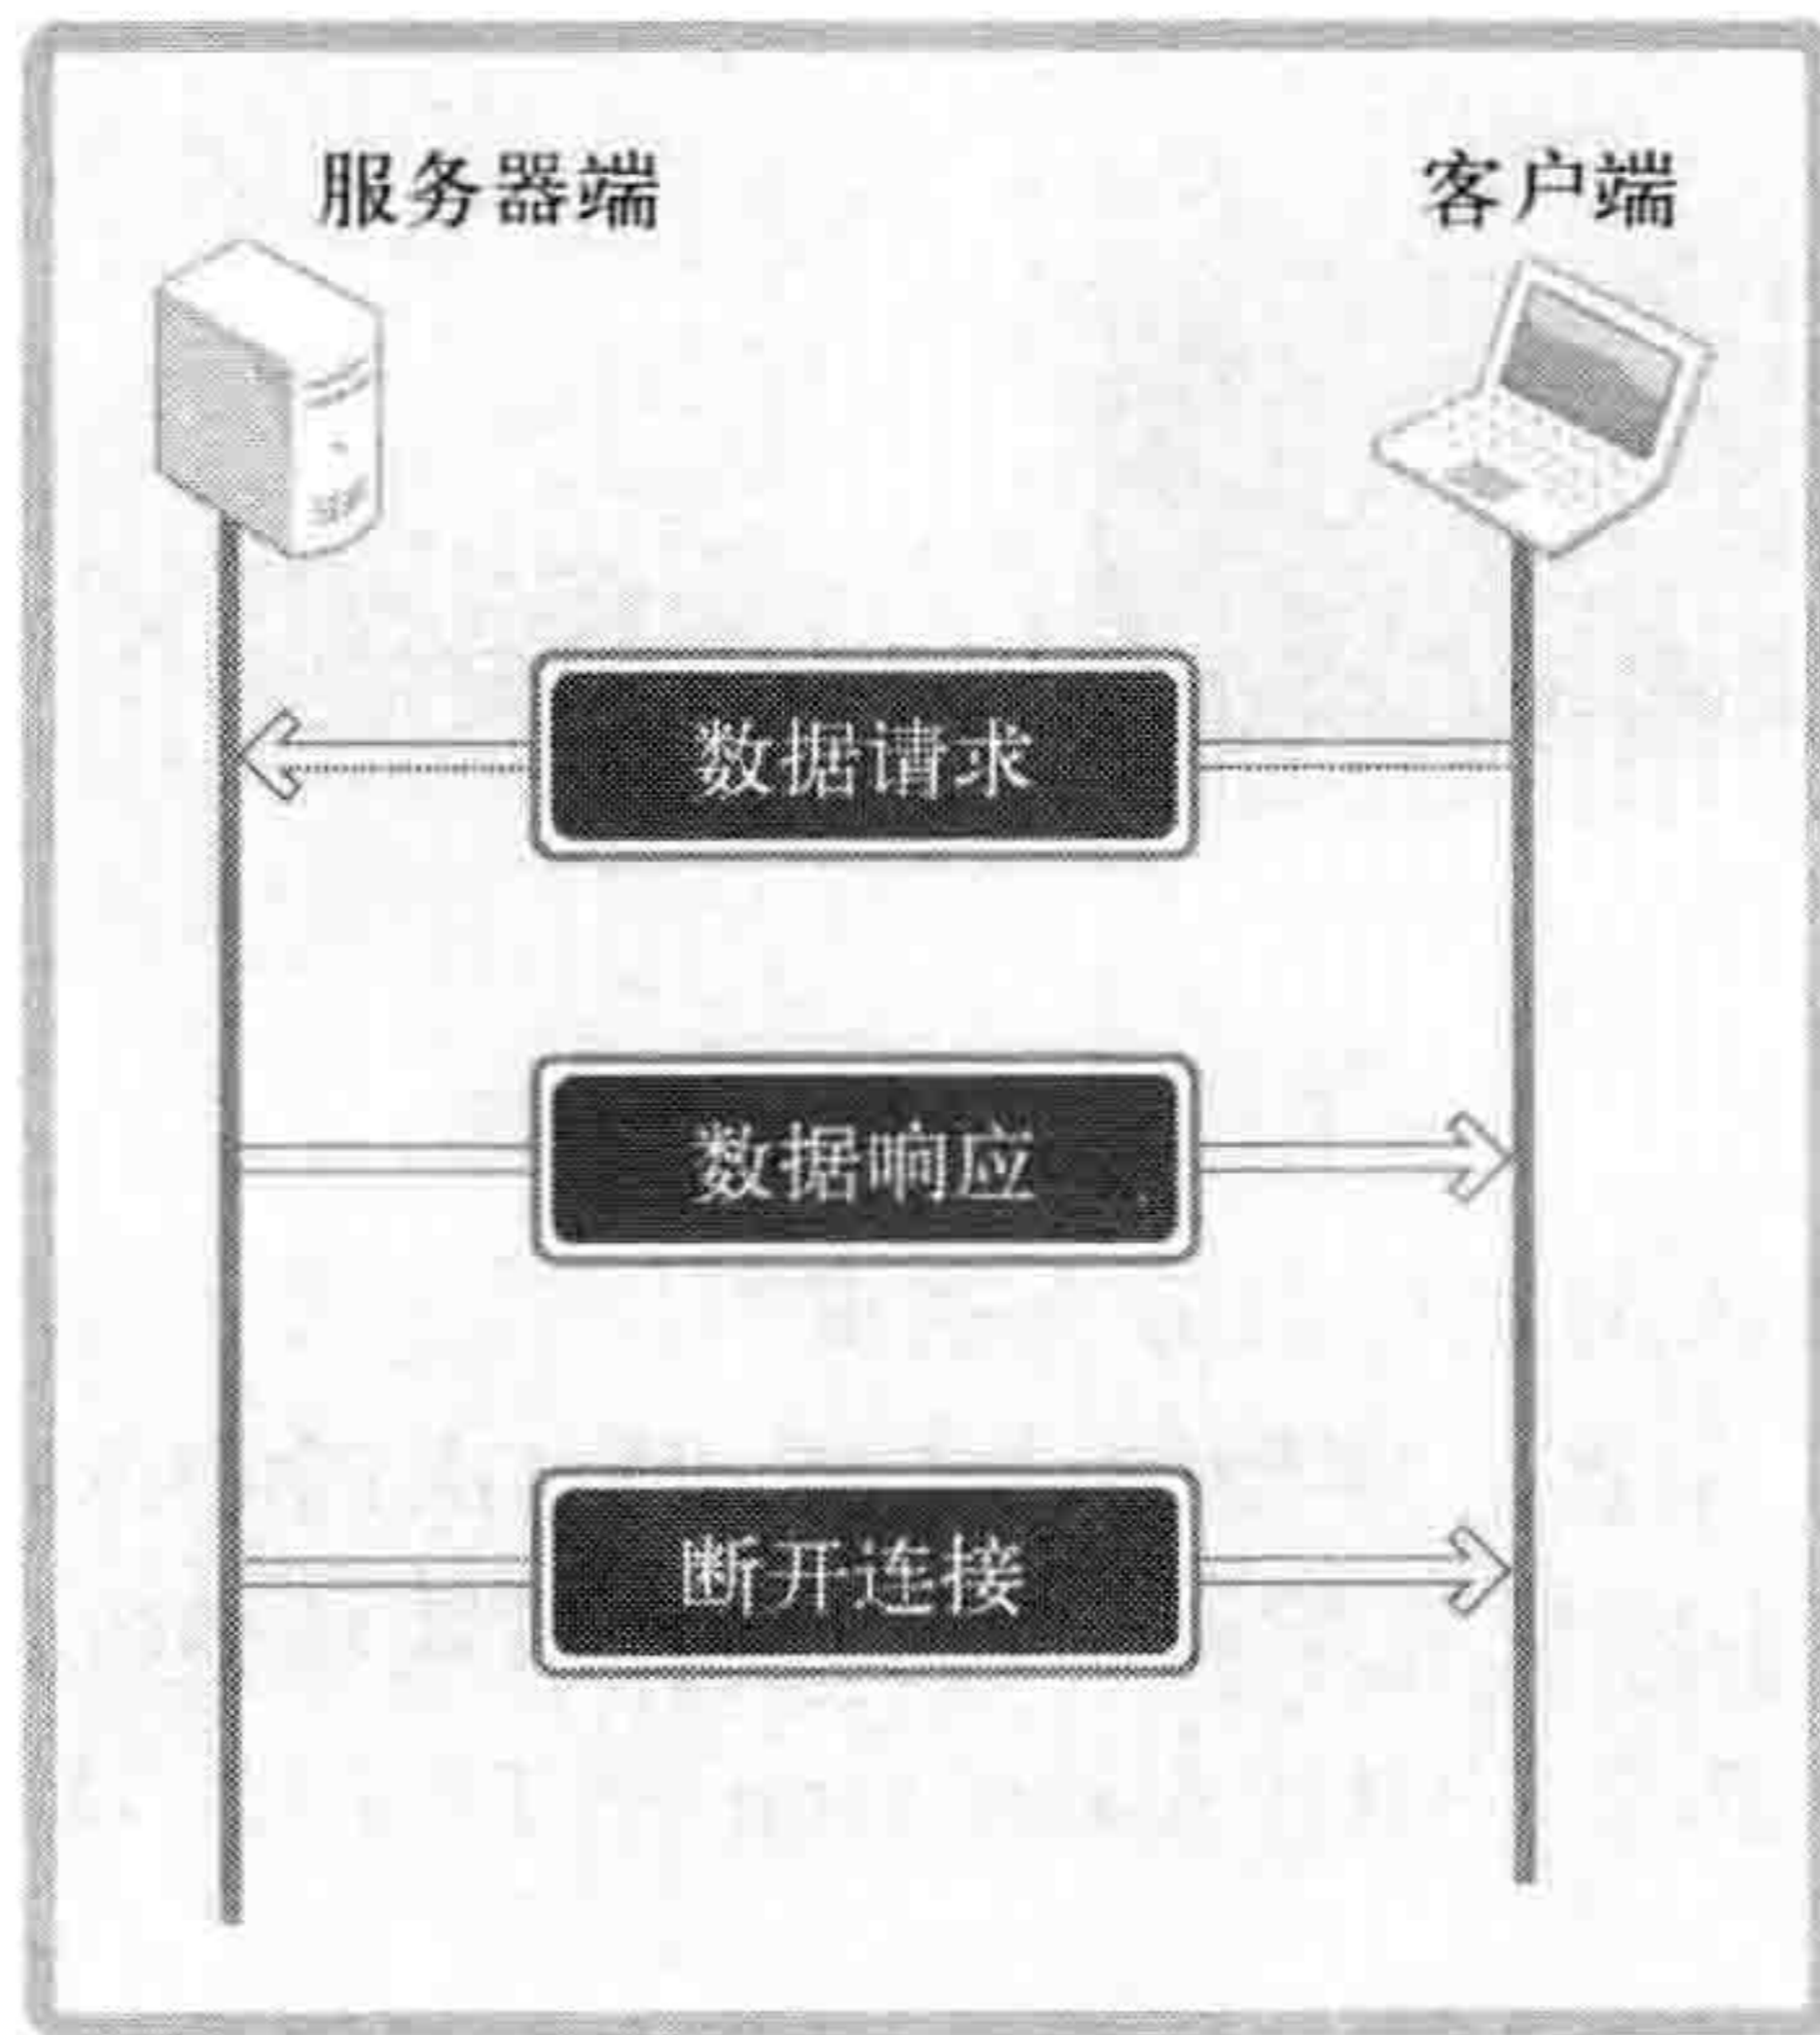 服务器端
客户端
数据请求
数据响应
断开连接